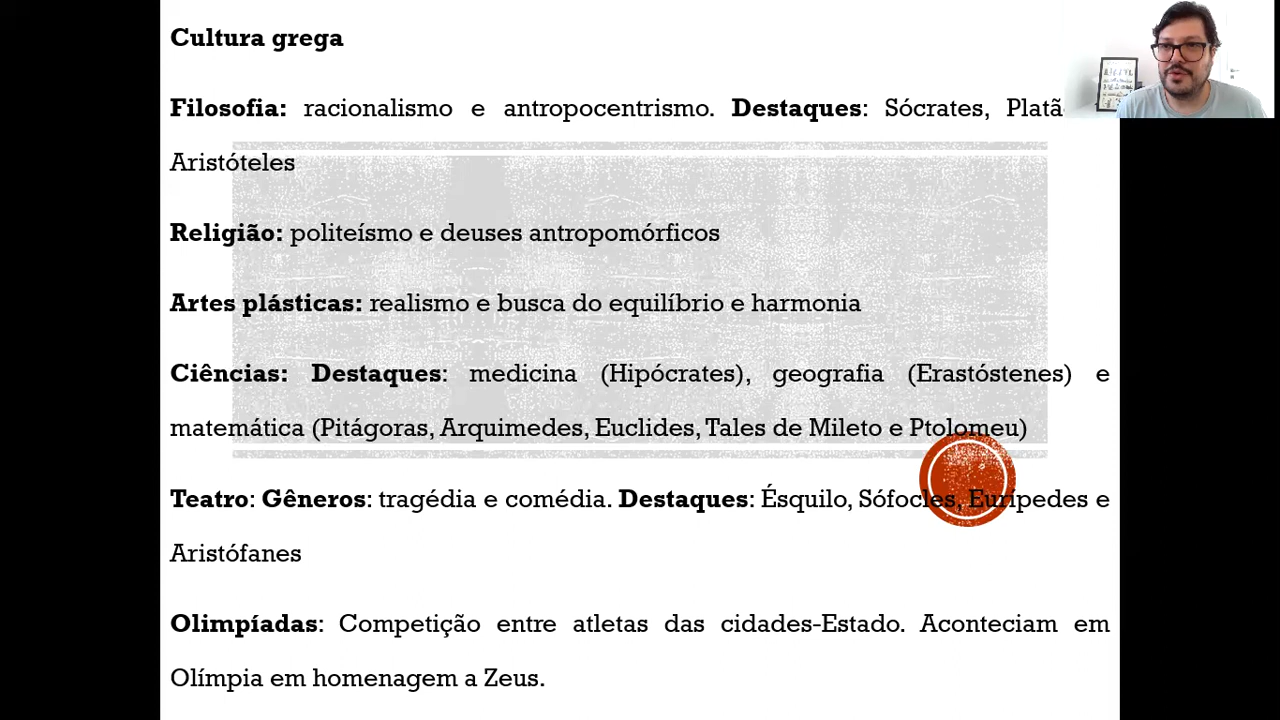 Cultura grega
Filosofia: racionalismo e antropocentrismo. Destaques: Sócrates,
Aristóteles
Religião: politeísmo e deuses antropomórficos
Artes plásticas: realismo e busca do equilíbrio e harmonia
Ciências: Destaques: medicina (Hipócrates), geografia (Erastóstenes) e
matemática (Pitágoras, Arquimedes, Euclides, Tales de Mileto e Ptolomeu)
Teatro: Gêneros: tragédia e comédia. Destaques: Ésquilo, Sófocles, Eurípedes e
Aristófanes
Olimpíadas: Competição entre atletas das cidades-Estado. Aconteciam em
Olímpia em homenagem a Zeus.